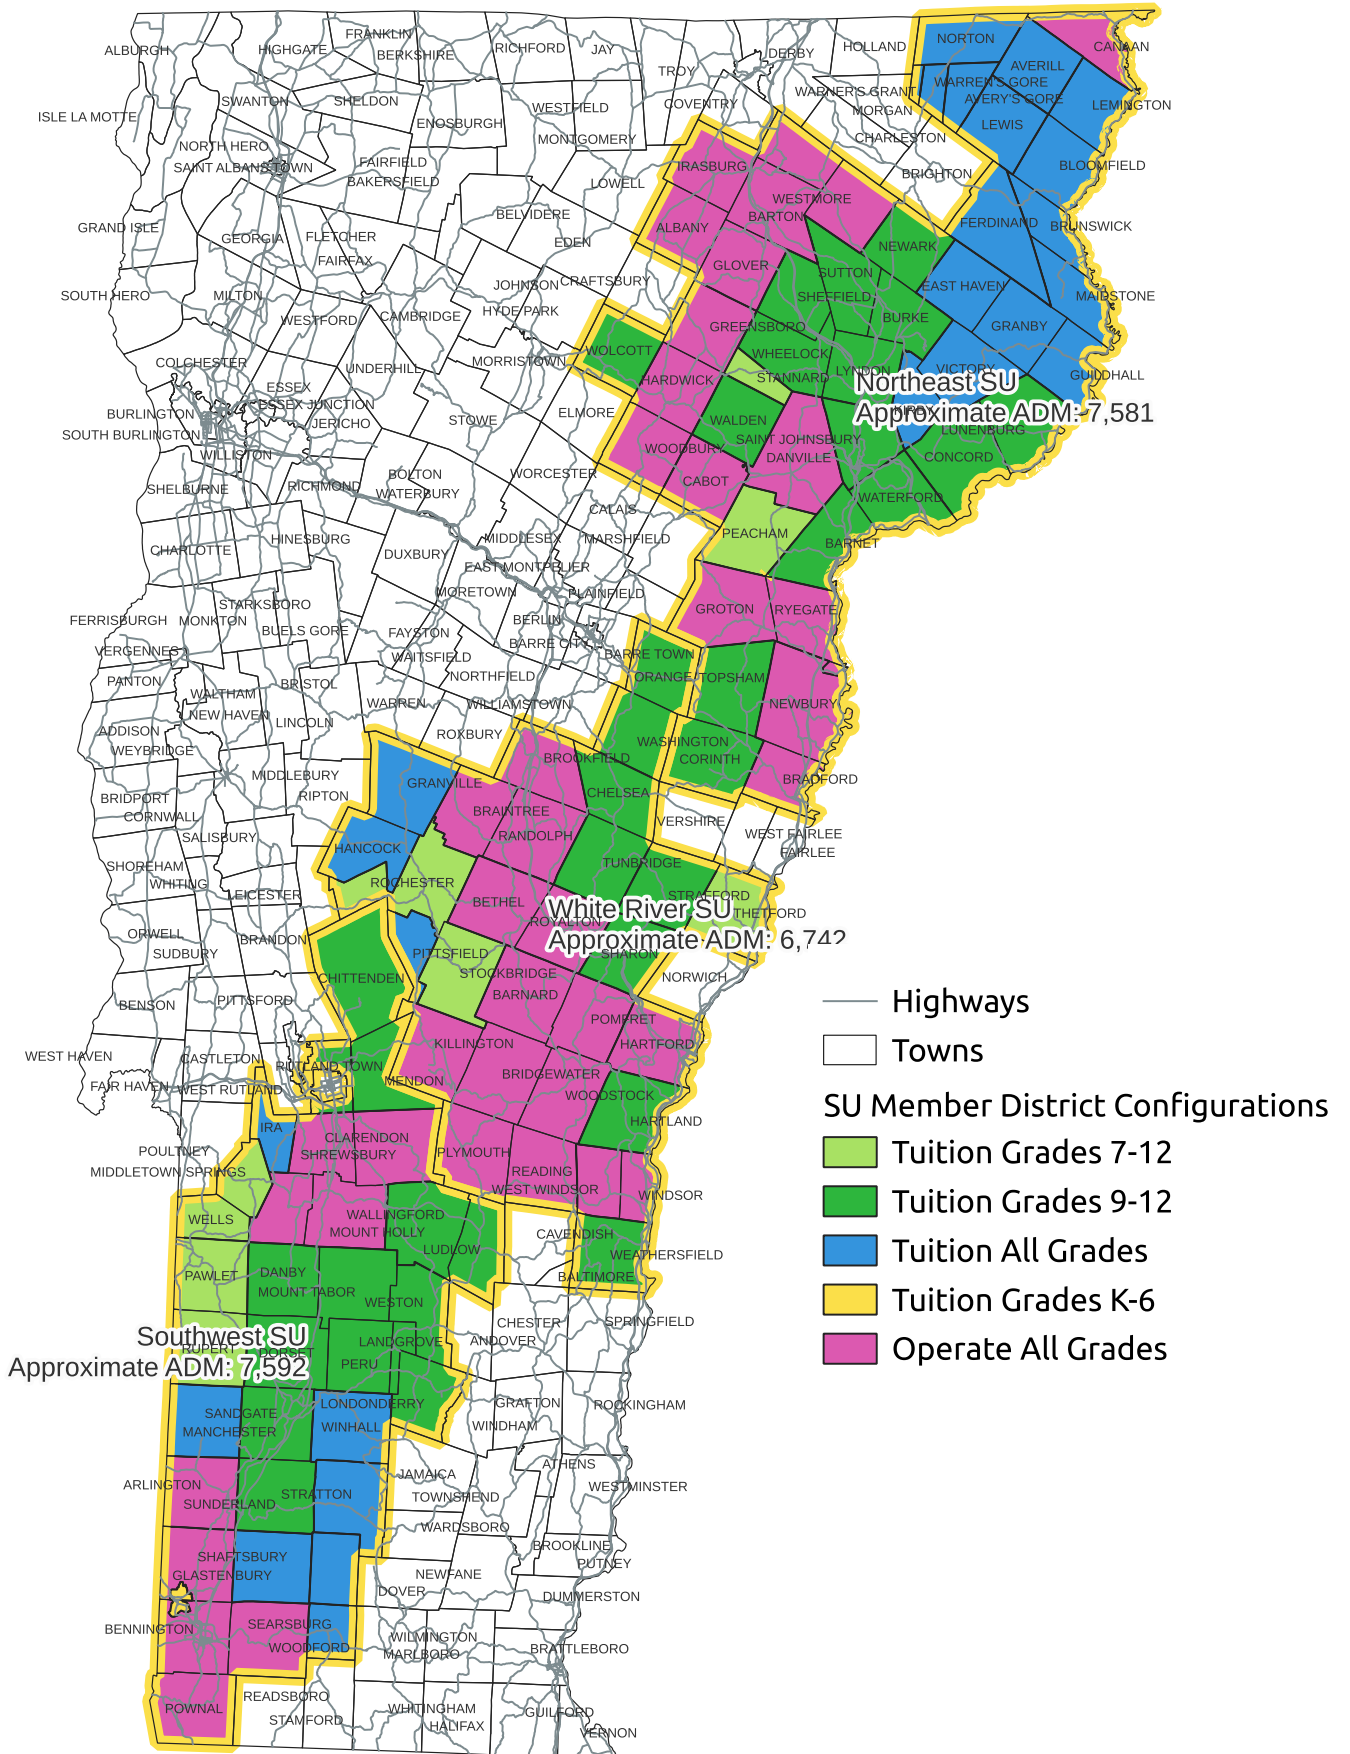 FRANKLIN
ALBURGH
HIGHGATE
BERKSHIRE
RICHFORD
JAY
DERBY
HOLLAND
NORTON
CANAAN
TROY
AVERILL
WARREN'S GORE
WARNER'S GRANT
AVERY'S GORE
SWANTON
SHELDON
WESTFIELD
COVENTRY
MORGAN
LEMINGTON
ISLE LA MOTTE
ENOSBURGH
LEWIS
MONTGOMERY
CHARLESTON
NORTH HERO
SAINT ALBANS TOWN
FAIRFIELD
IRASBURG
BLOOMFIELD
BAKERSFIELD
LOWELL
BRIGHTON
WESTMORE
BELVIDERE
BARTON
GRAND ISLE
ALBANY
FERDINAND
BRUNSWICK
GEORGIA
FLETCHER
EDEN
NEWARK
FAIRFAX
GLOVER
SUTTON
CRAFTSBURY
JOHNSON
EAST HAVEN
SOUTH HERO
MILTON
SHEFFIELD
MAIDSTONE
HYDE PARK
WESTFORD
CAMBRIDGE
BURKE
GREENSBORO
GRANBY
WOLCOTT
WHEELOCK
COLCHESTER
MORRISTOWN
UNDERHILL
LYNDON
VICTORY
GUILDHALL
STANNARD
HARDWICK
Northeast SU
Approximate ADM: 7,581
ESSEX
ESSEX JUNCTION
KIRBY
BURLINGTON
ELMORE
JERICHO
STOWE
WALDEN
LUNENBURG
SOUTH BURLINGTON
SAINT JOHNSBURY
WOODBURY
WILLISTON
DANVILLE
CONCORD
BOLTON
WORCESTER
CABOT
SHELBURNE
RICHMOND
WATERBURY
WATERFORD
CALAIS
PEACHAM
HINESBURG
MIDDLESEX
MARSHFIELD
BARNET
CHARLOTTE
DUXBURY
EAST MONTPELIER
MORETOWN
PLAINFIELD
STARKSBORO
GROTON
RYEGATE
FERRISBURGH
MONKTON
BERLIN
BUELS GORE
FAYSTON
BARRE CITY
VERGENNES
WAITSFIELD
BARRE TOWN
PANTON
BRISTOL
NORTHFIELD
ORANGE
TOPSHAM
WALTHAM
WARREN
WILLIAMSTOWN
NEWBURY
NEW HAVEN
LINCOLN
ADDISON
ROXBURY
WASHINGTON
WEYBRIDGE
BROOKFIELD
CORINTH
MIDDLEBURY
GRANVILLE
BRADFORD
BRIDPORT
RIPTON
CHELSEA
CORNWALL
BRAINTREE
VERSHIRE
SALISBURY
RANDOLPH
WEST FAIRLEE
HANCOCK
FAIRLEE
SHOREHAM
TUNBRIDGE
WHITING
ROCHESTER
LEICESTER
STRAFFORD
BETHEL
White River SU
Approximate ADM: 6,742
THETFORD
ROYALTON
ORWELL
BRANDON
SUDBURY
PITTSFIELD
SHARON
STOCKBRIDGE
CHITTENDEN
NORWICH
BENSON
PITTSFORD
BARNARD
POMFRET
KILLINGTON
HARTFORD
WEST HAVEN
CASTLETON
RUTLAND TOWN
BRIDGEWATER
FAIR HAVEN
WEST RUTLAND
MENDON
WOODSTOCK
IRA
HARTLAND
CLARENDON
POULTNEY
SHREWSBURY
PLYMOUTH
MIDDLETOWN SPRINGS
READING
WEST WINDSOR
WINDSOR
WELLS
WALLINGFORD
MOUNT HOLLY
CAVENDISH
LUDLOW
WEATHERSFIELD
PAWLET
DANBY
BALTIMORE
MOUNT TABOR
WESTON
CHESTER
SPRINGFIELD
Southwest SU
Approximate ADM: 7,592
LANDGROVE
ANDOVER
RUPERT
DORSET
PERU
LONDONDERRY
GRAFTON
ROCKINGHAM
SANDGATE
WINHALL
WINDHAM
MANCHESTER
ATHENS
JAMAICA
ARLINGTON
STRATTON
TOWNSHEND
WESTMINSTER
SUNDERLAND
WARDSBORO
BROOKLINE
SHAFTSBURY
PUTNEY
GLASTENBURY
NEWFANE
DOVER
DUMMERSTON
BENNINGTON
SEARSBURG
WILMINGTON
WOODFORD
MARLBORO
BRATTLEBORO
READSBORO
POWNAL
WHITINGHAM
GUILFORD
STAMFORD
HALIFAX
VERNON
Highways
Towns
SU Member District Configurations
Tuition Grades 7-12
Tuition Grades 9-12
Tuition All Grades
Tuition Grades K-6
Operate All Grades